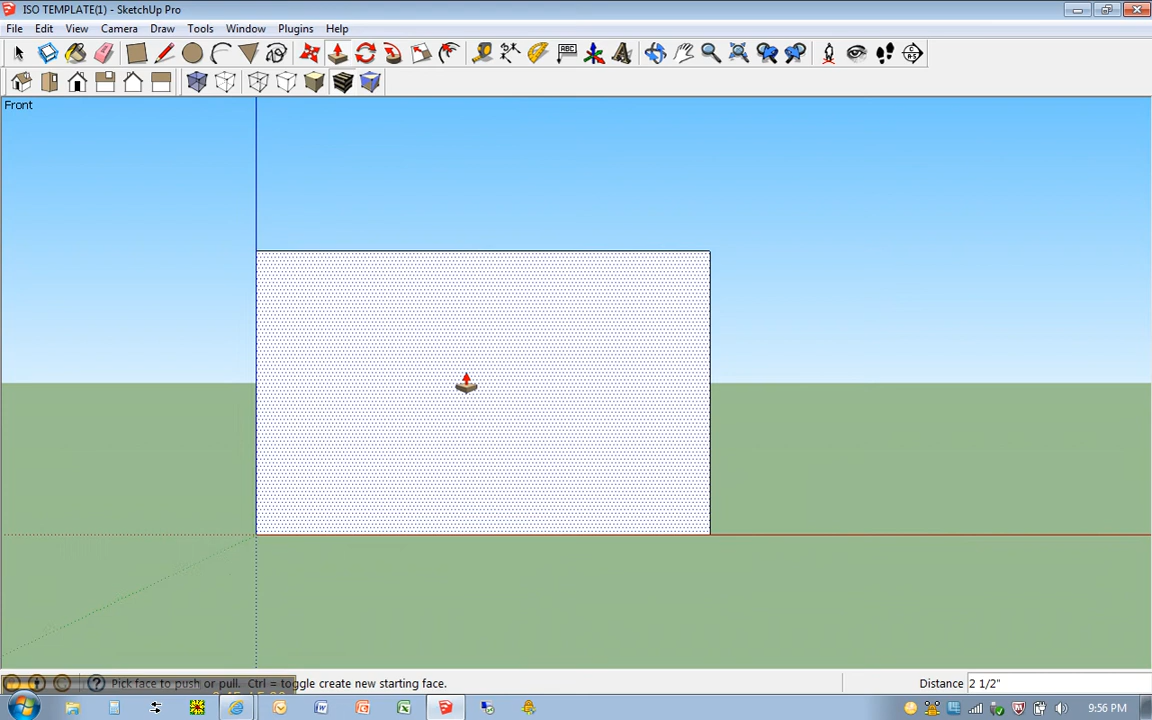 ISO TEMPLATE(1) - SketchUp Pro
File Edit View Camera Draw Tools Window Plugins Help
ABC
Front
Pick face to push or pull. Ctrl = toggle create new starting face.
Distance 2 1/2"
9:56 PM